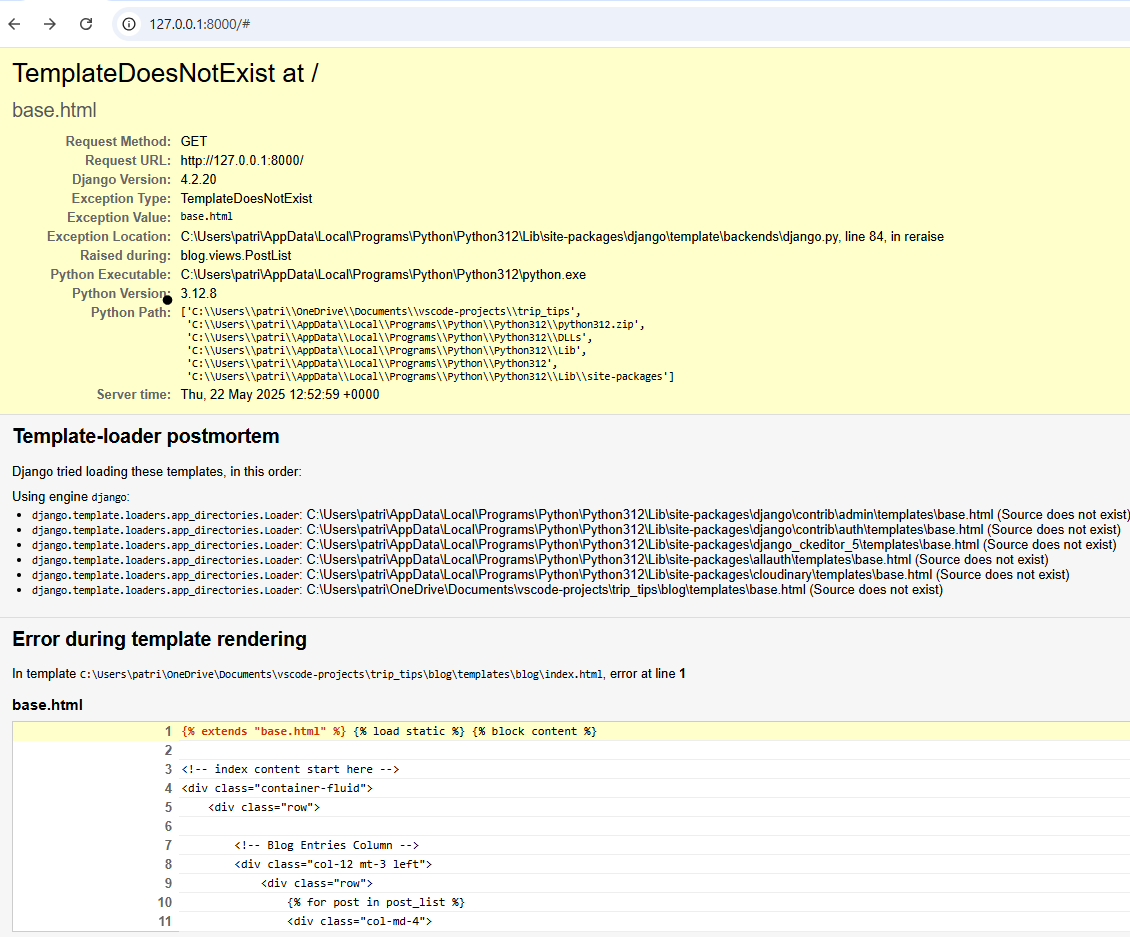 127.0.0.1:8000/#
TemplateDoesNotExist at /
base.html
Request Method: GET
Request URL: http://127.0.0.1:8000/
Django Version: 4.2.20
Exception Type: TemplateDoesNotExist
Exception Value: base.html
Exception Location: C:\Users\patri\AppData\Local\Programs\Python\Python312\Lib\site-packages\django\template\backends\django.py, line 84, in reraise
Raised during: blog.views.PostList
Python Executable: C:\Users\patri\AppData\Local\Programs\Python\Python312\python.exe
Python Version: 3.12.8
Python Path: ['C:\\Users\\patri\\OneDrive\\Documents\\vscode-projects\\trip_tips',
'C:\\Users\\patri\\AppData\\Local\\Programs\\Python\\Python312\\python312.zip',
'C:\\Users\\patri\\AppData\\Local\\Programs\\Python\\Python312\\DLLs',
'C:\\Users\\patri\\AppData\\Local\\Programs\\Python\\Python312\\Lib',
'C:\\Users\\patri\\AppData\\Local\\Programs\\Python\\Python312',
'C:\\Users\\patri\\AppData\\Local\\Programs\\Python\\Python312\\Lib\\site-packages']
Server time: Thu, 22 May 2025 12:52:59 +0000
Template-loader postmortem
Django tried loading these templates, in this order:
Using engine django:
• django.template.loaders.app_directories.Loader: C:\Users\patri\AppData\Local\Programs\Python\Python312\Lib\site-packages\django\contrib\admin\templates\base.html (Source does not exist)
• django.template.loaders.app_directories.Loader: C:\Users\patri\AppData\Local\Programs\Python\Python312\Lib\site-packages\django\contrib\auth\templates\base.html (Source does not exist)
• django.template.loaders.app_directories.Loader: C:\Users\patri\AppData\Local\Programs\Python\Python312\Lib\site-packages\django_ckeditor_5\templates\base.html (Source does not exist)
• django.template.loaders.app_directories.Loader: C:\Users\patri\AppData\Local\Programs\Python\Python312\Lib\site-packages\allauth\templates\base.html (Source does not exist)
• django.template.loaders.app_directories.Loader: C:\Users\patri\AppData\Local\Programs\Python\Python312\Lib\site-packages\cloudinary\templates\base.html (Source does not exist)
• django.template.loaders.app_directories.Loader: C:\Users\patri\OneDrive\Documents\vscode-projects\trip_tips\blog\templates\base.html (Source does not exist)
Error during template rendering
In template C:\Users\patri\OneDrive\Documents\vscode-projects\trip_tips\blog\templates\blog\index.html, error at line 1
base.html
1 {% extends "base.html" %} {% load static %} {% block content %}
2
3 <!-- index content start here -->
4 <div class="container-fluid">
5 <div class="row">
6
7 <!-- Blog Entries Column -->
8 <div class="col-12 mt-3 left">
9 <div class="row">
10 {% for post in post_list %}
11 <div class="col-md-4">